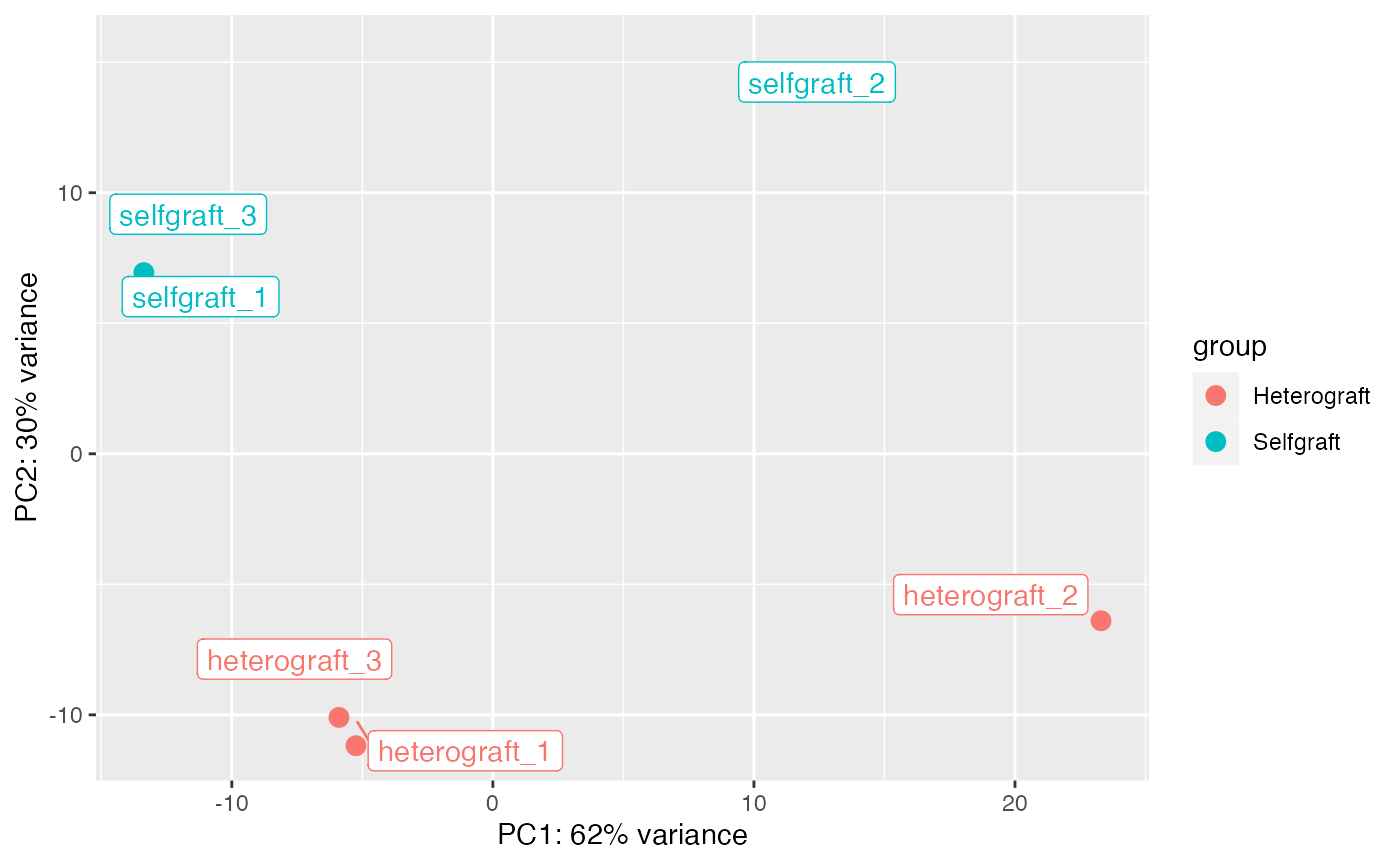 selfgraft_2
10
selfgraft_3
selfgraft_1
PC2: 30% variance
group
Heterograft
0
Selfgraft
heterograft_2
heterograft_3
-10
heterograft_1
-10 0 10 20
PC1: 62% variance